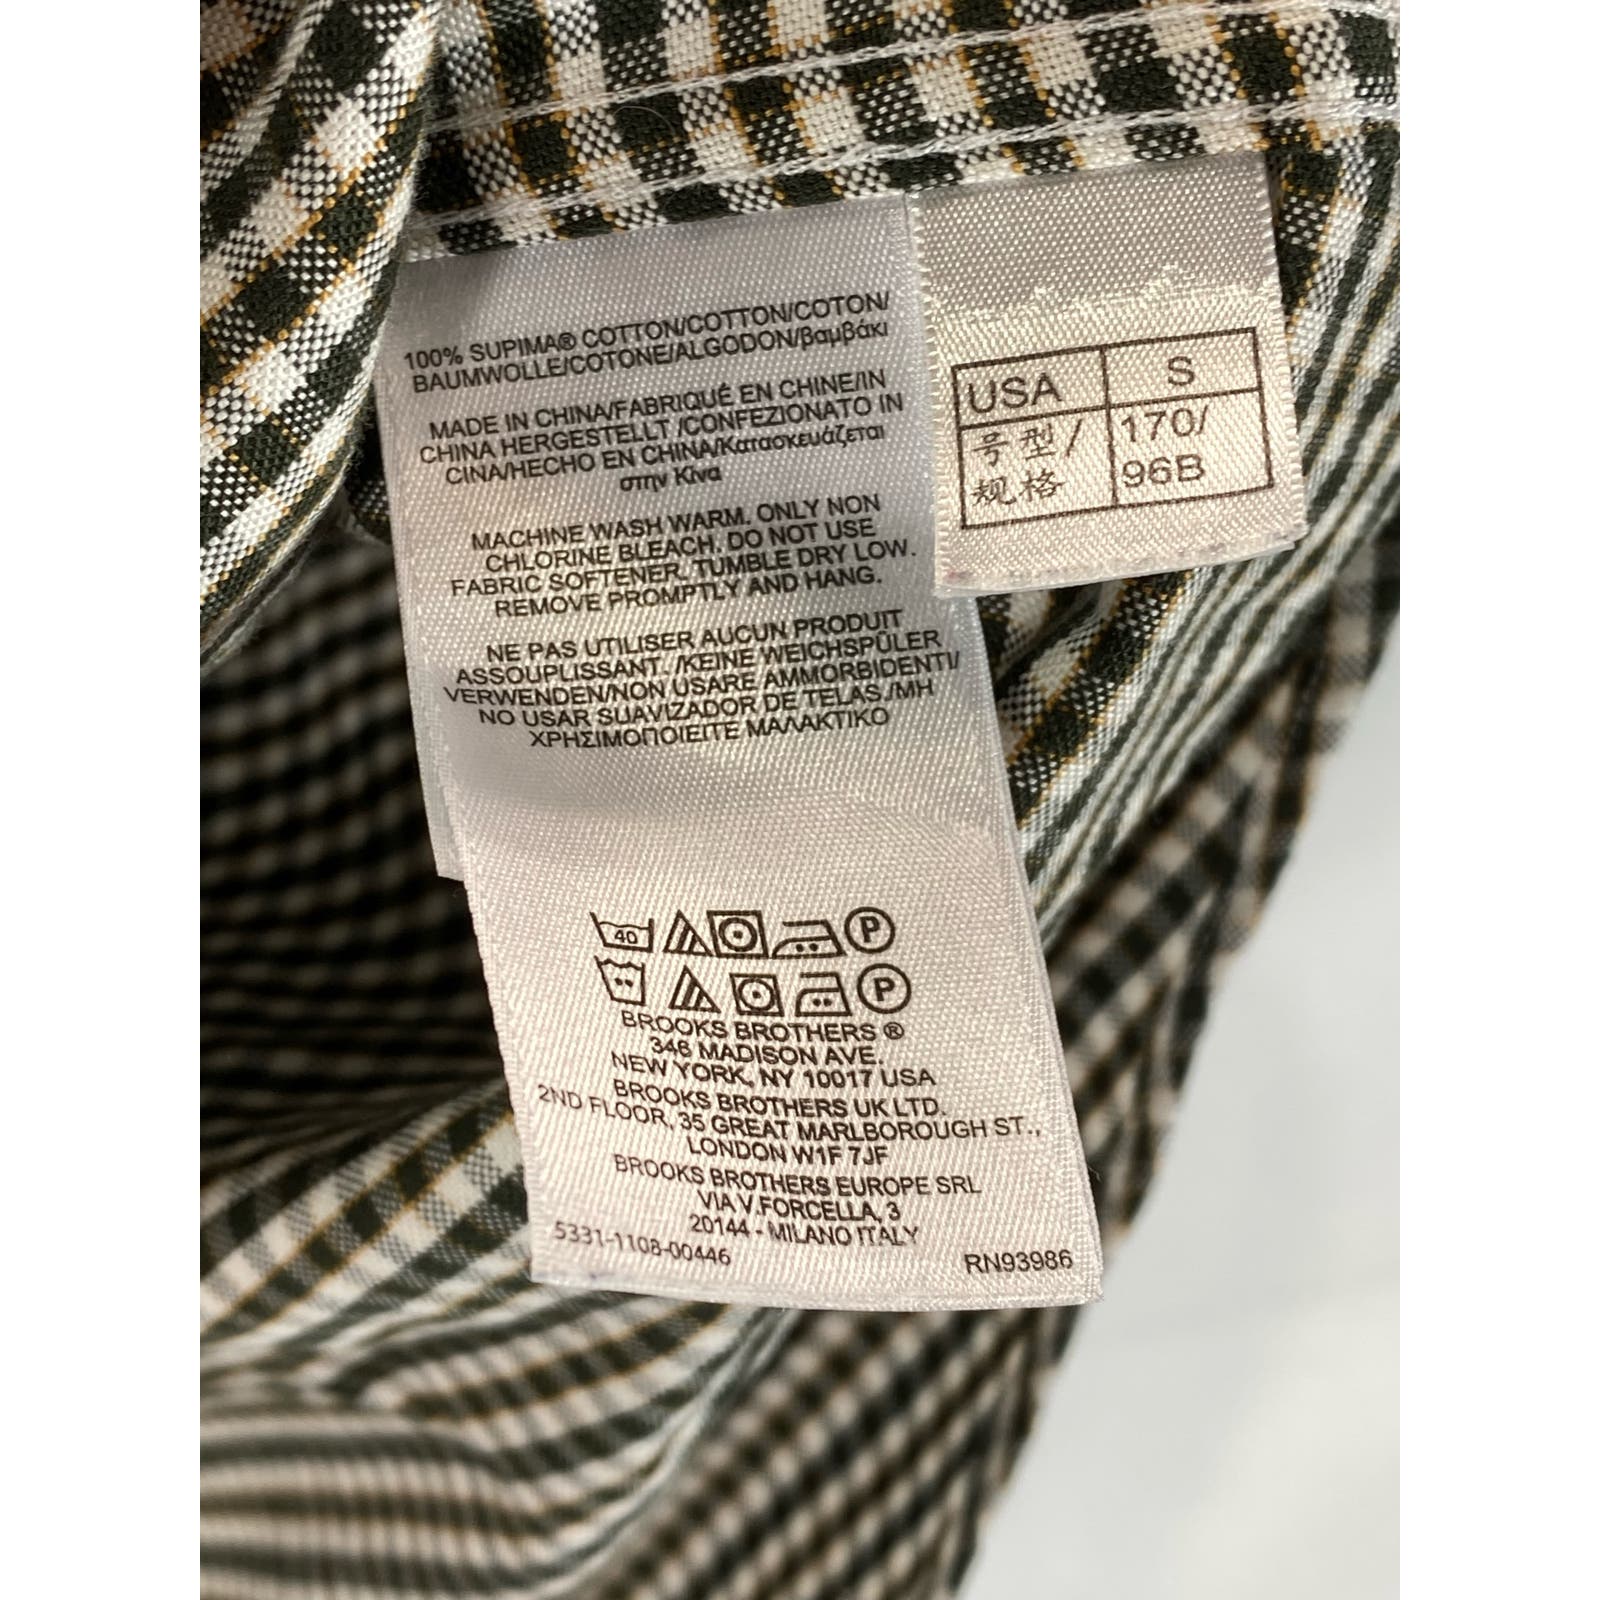 100% SUPIMA® COTTON/COTTON/COTON/
BAUMWOLLE/COTONE/ALGODON/βαμβάκι
MADE IN CHINA/FABRIQUÉ EN CHINE/IN
CHINA HERGESTELLT /CONFEZIONATO IN
CINA/HECHO EN CHINA/Κατασκευάζεται
στην Κίνα
MACHINE WASH WARM. ONLY NON
CHLORINE BLEACH. DO NOT USE
FABRIC SOFTENER. TUMBLE DRY LOW.
REMOVE PROMPTLY AND HANG.
NE PAS UTILISER AUCUN PRODUIT
ASSOUPLISSANT. /KEINE WEICHSPÜLER
VERWENDEN/NON USARE AMMORBIDENTI/
NO USAR SUAVIZADOR DE TELAS./ΜΗ
ΧΡΗΣΙΜΟΠΟΙΕΙΤΕ ΜΑΛΑΚΤΙΚΟ
40 P
P
BROOKS BROTHERS ®
346 MADISON AVE.
NEW YORK, NY 10017 USA
BROOKS BROTHERS UK LTD.
2ND FLOOR, 35 GREAT MARLBOROUGH ST.,
LONDON W1F 7JF
BROOKS BROTHERS EUROPE SRL
VIA V.FORCELLA, 3
20144 - MILANO ITALY
5331-1108-00446 RN93986
USA S
号型/ 170/
规格 96B